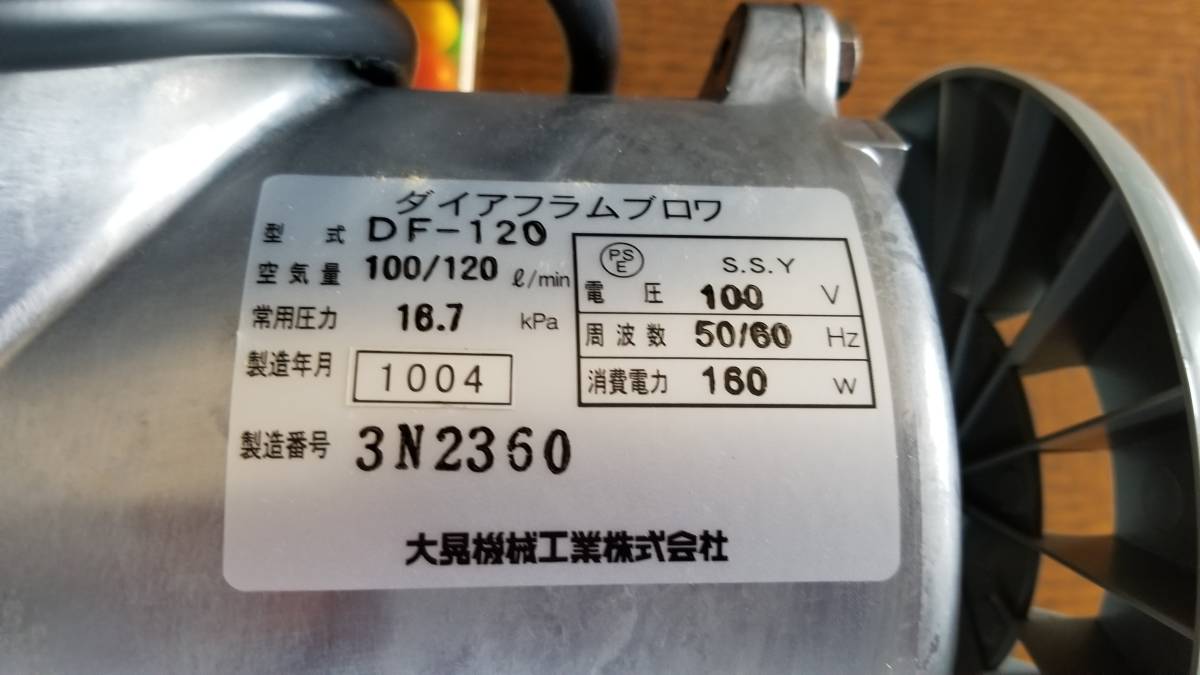 ダイアフラムブロワ
型 式 DF-120
空気量 100/120 ℓ/min
常用圧力 16.7 kPa
製造年月 1004
製造番号 3N2360
PSE S.S.Y
電 圧 100 V
周波数 50/60 Hz
消費電力 160 W
大晃機械工業株式会社